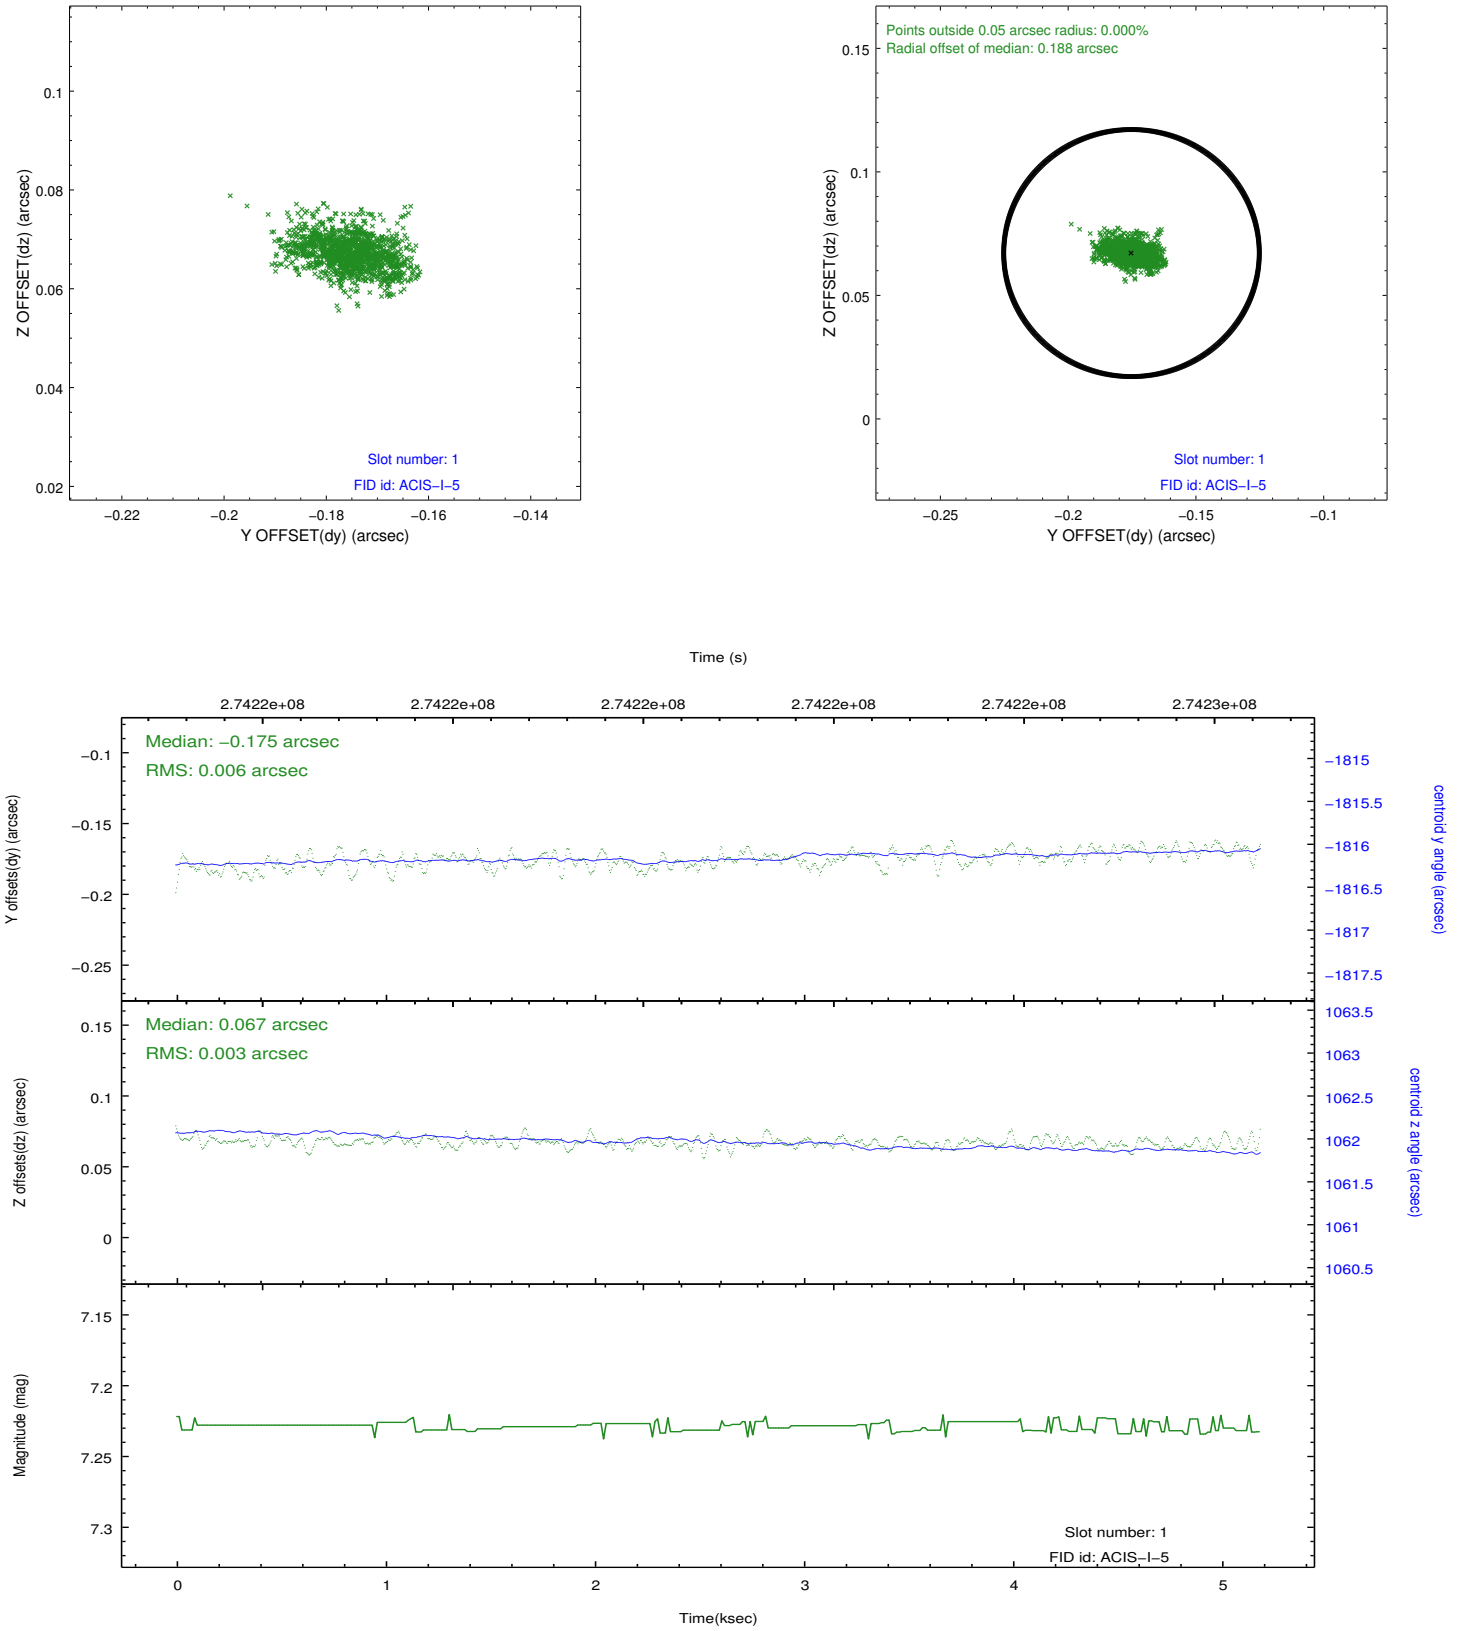 0.1
0.08
0.06
0.04
0.02
Z OFFSET(dz) (arcsec)
Slot number: 1
FID id: ACIS−I−5
−0.22
−0.2
−0.18
−0.16
−0.14
Y OFFSET(dy) (arcsec)
Points outside 0.05 arcsec radius: 0.000%
Radial offset of median: 0.188 arcsec
0.15
0.1
0.05
0
Z OFFSET(dz) (arcsec)
Slot number: 1
FID id: ACIS−I−5
−0.25
−0.2
−0.15
−0.1
Y OFFSET(dy) (arcsec)
Time (s)
2.7422e+08
2.7422e+08
2.7422e+08
2.7422e+08
2.7422e+08
2.7423e+08
Median: −0.175 arcsec
RMS: 0.006 arcsec
−0.1
−0.15
−0.2
−0.25
Y offsets(dy) (arcsec)
−1815
−1815.5
−1816
−1816.5
−1817
−1817.5
centroid y angle (arcsec)
Median: 0.067 arcsec
RMS: 0.003 arcsec
0.15
0.1
0.05
0
Z offsets(dz) (arcsec)
1063.5
1063
1062.5
1062
1061.5
1061
1060.5
centroid z angle (arcsec)
7.15
7.2
7.25
7.3
Magnitude (mag)
Slot number: 1
FID id: ACIS−I−5
0
1
2
3
4
5
Time(ksec)